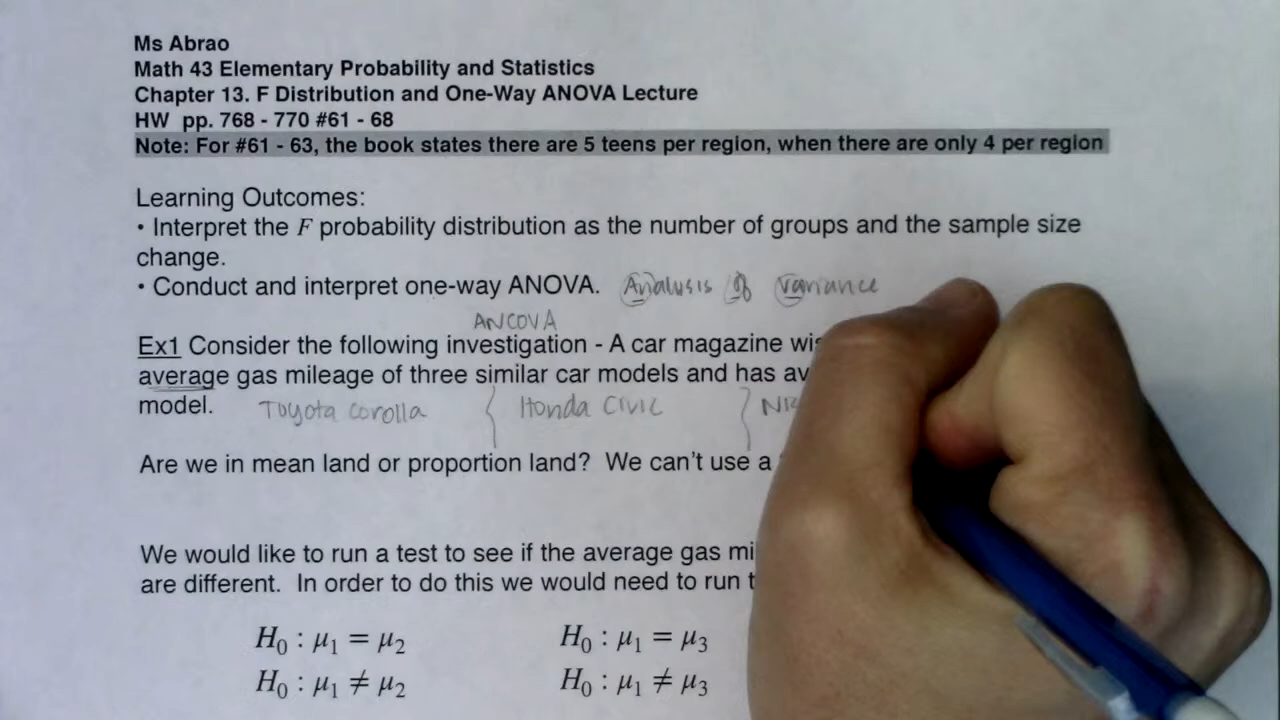 Ms Abrao
Math 43 Elementary Probability and Statistics
Chapter 13. F Distribution and One-Way ANOVA Lecture
HW pp. 768 - 770 #61 - 68
Note: For #61 - 63, the book states there are 5 teens per region, when there are only 4 per region
Learning Outcomes:
• Interpret the F probability distribution as the number of groups and the sample size
change.
• Conduct and interpret one-way ANOVA. Analysis of Variance
ANCOVA
Ex1 Consider the following investigation - A car magazine
average gas mileage of three similar car models and has
model. Toyota Corolla Honda Civic
Are we in mean land or proportion land? We can't use a
We would like to run a test to see if the average gas
are different. In order to do this we would need to run
H₀ : μ₁ = μ₂ H₀ : μ₁ = μ₃
H₀ : μ₁ ≠ μ₂ H₀ : μ₁ ≠ μ₃